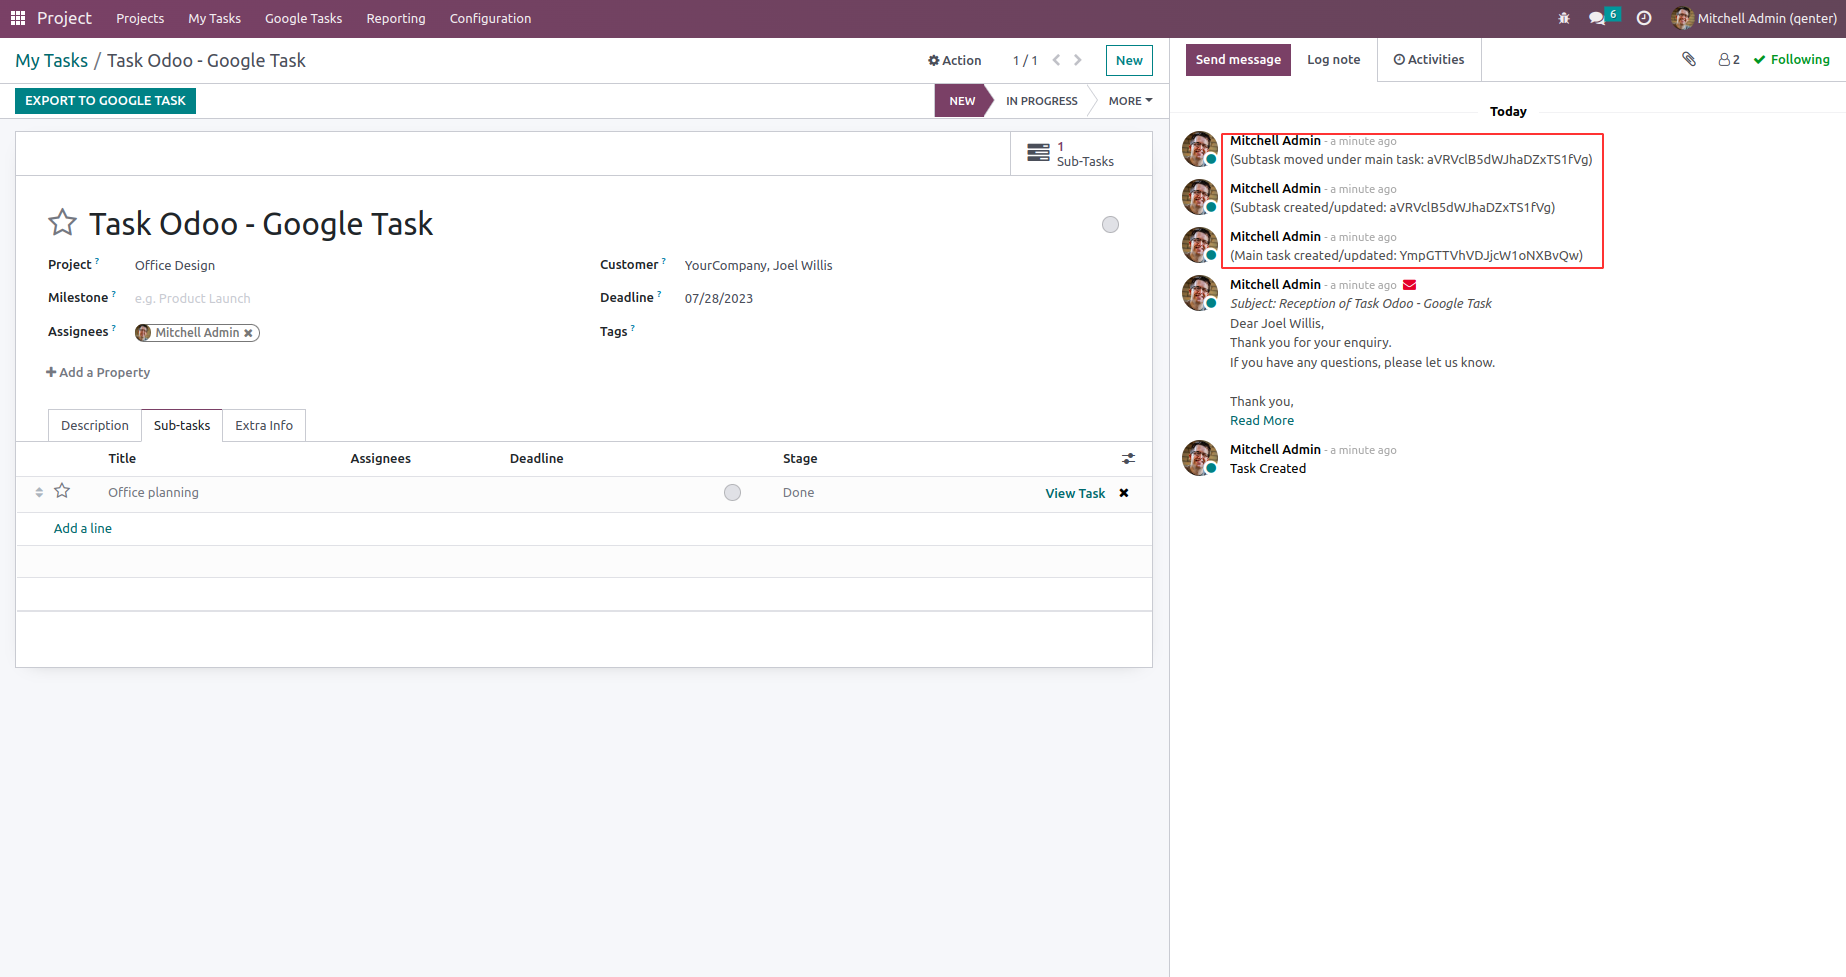 Project Projects My Tasks Google Tasks Reporting Configuration 6 Mitchell Admin (qenter)
My Tasks / Task Odoo - Google Task Action 1 / 1 New
EXPORT TO GOOGLE TASK NEW IN PROGRESS MORE
1
Sub-Tasks
Task Odoo - Google Task
Project ? Office Design Customer ? YourCompany, Joel Willis
Milestone ? e.g. Product Launch Deadline ? 07/28/2023
Assignees ? Mitchell Admin Tags ?
Add a Property
Description Sub-tasks Extra Info
Title Assignees Deadline Stage
Office planning Done View Task
Add a line
Send message Log note Activities 2 Following
Today
Mitchell Admin - a minute ago
(Subtask moved under main task: aVRVclB5dWJhaDZxTS1fVg)
Mitchell Admin - a minute ago
(Subtask created/updated: aVRVclB5dWJhaDZxTS1fVg)
Mitchell Admin - a minute ago
(Main task created/updated: YmpGTTVhVDJjcW1oNXBvQw)
Mitchell Admin - a minute ago
Subject: Reception of Task Odoo - Google Task
Dear Joel Willis,
Thank you for your enquiry.
If you have any questions, please let us know.
Thank you,
Read More
Mitchell Admin - a minute ago
Task Created